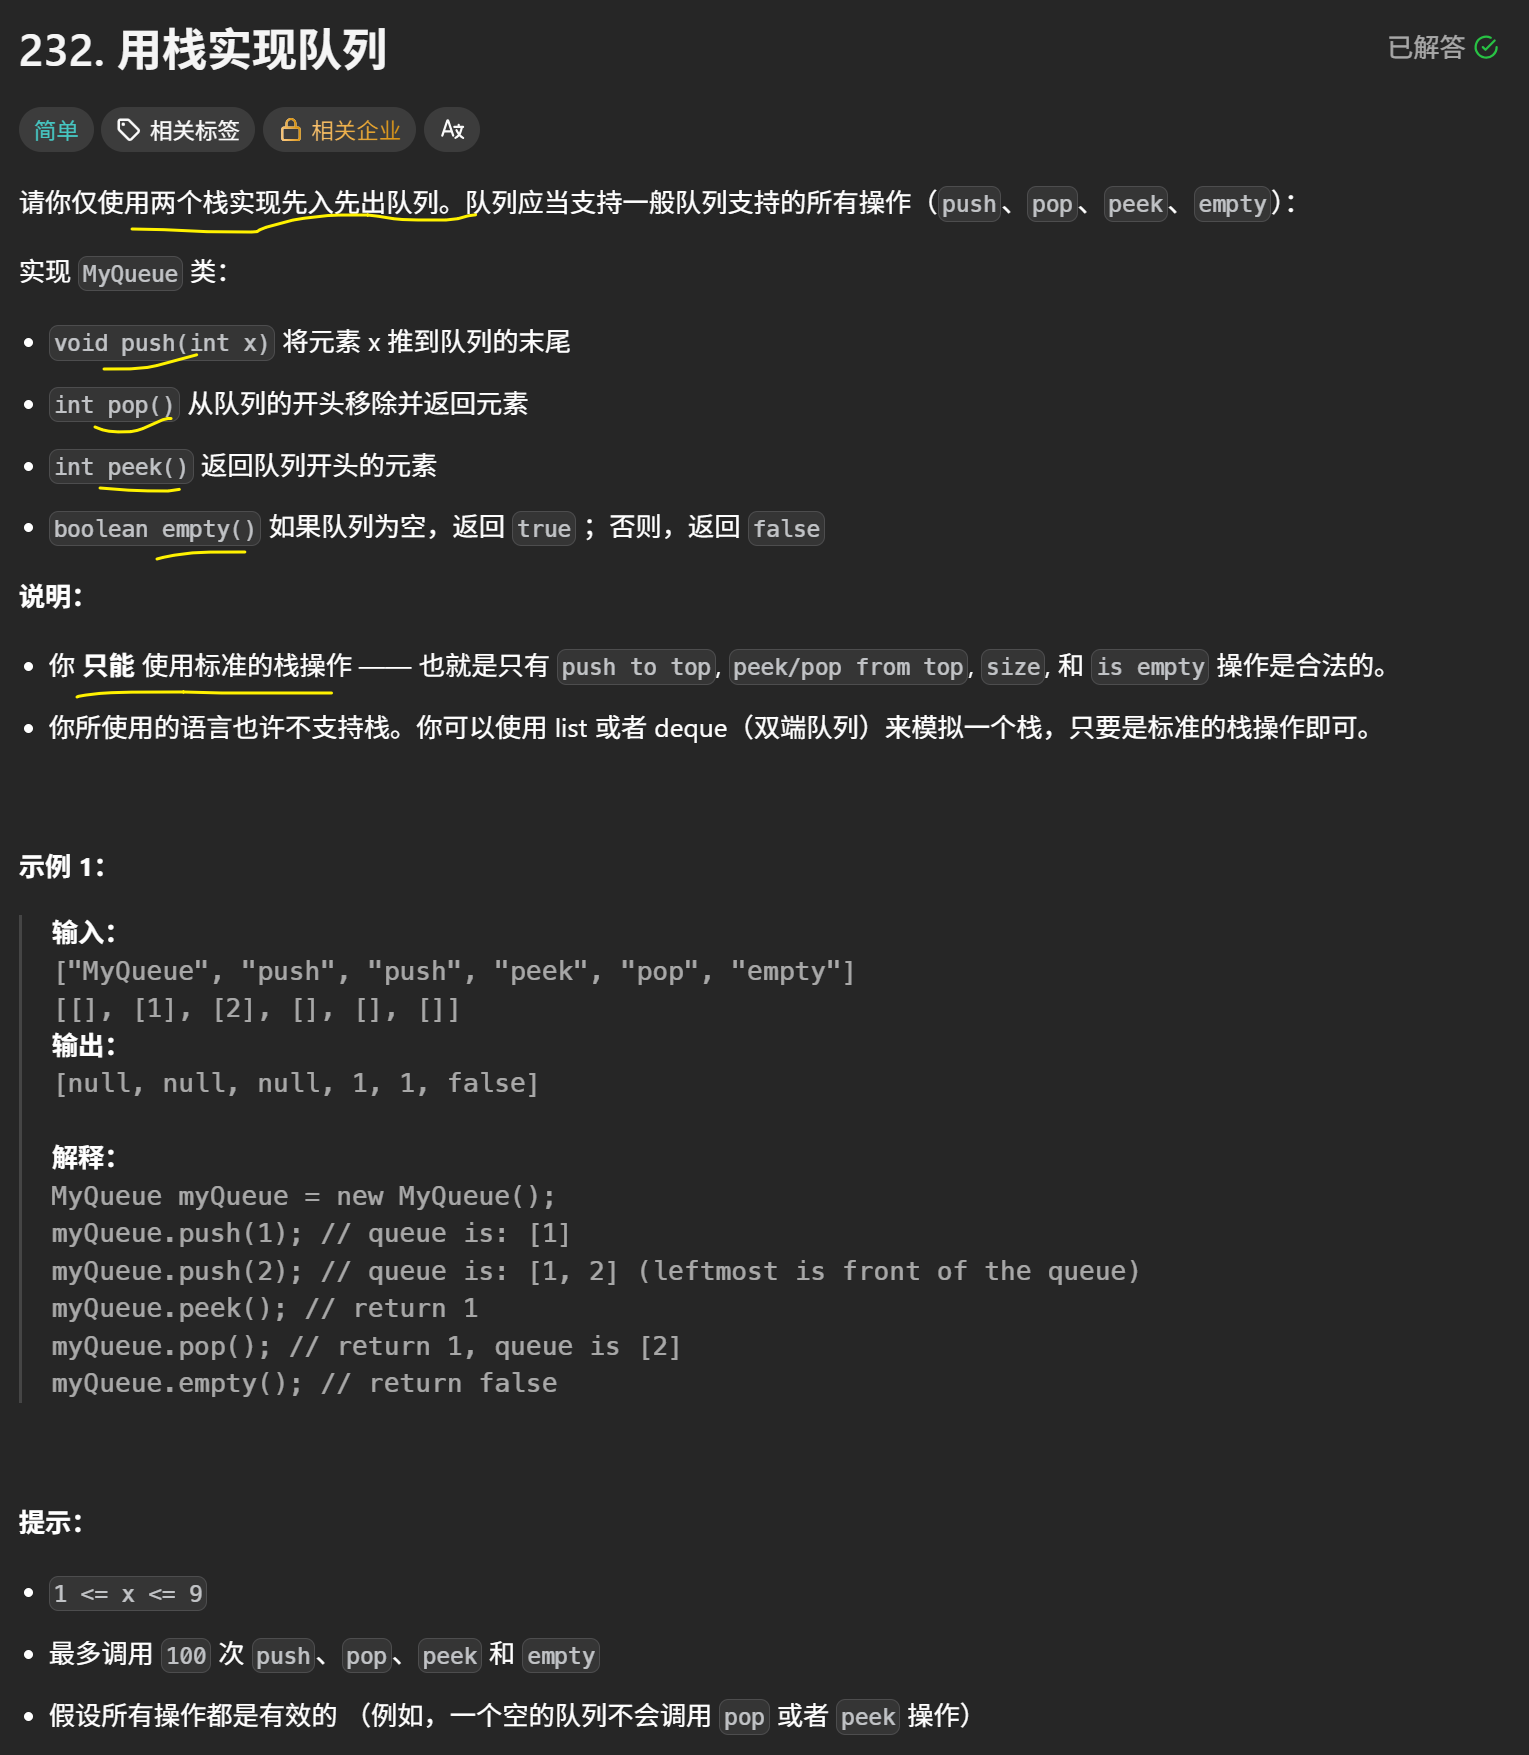 232. 用栈实现队列
已解答
简单 相关标签 相关企业 Aあ
请你仅使用两个栈实现先入先出队列。队列应当支持一般队列支持的所有操作（push、pop、peek、empty）：
实现 MyQueue 类：
• void push(int x) 将元素 x 推到队列的末尾
• int pop() 从队列的开头移除并返回元素
• int peek() 返回队列开头的元素
• boolean empty() 如果队列为空，返回 true ；否则，返回 false
说明：
• 你 只能 使用标准的栈操作 —— 也就是只有 push to top, peek/pop from top, size, 和 is empty 操作是合法的。
• 你所使用的语言也许不支持栈。你可以使用 list 或者 deque（双端队列）来模拟一个栈，只要是标准的栈操作即可。
示例 1：
输入：
["MyQueue", "push", "push", "peek", "pop", "empty"]
[[], [1], [2], [], [], []]
输出：
[null, null, null, 1, 1, false]
解释：
MyQueue myQueue = new MyQueue();
myQueue.push(1); // queue is: [1]
myQueue.push(2); // queue is: [1, 2] (leftmost is front of the queue)
myQueue.peek(); // return 1
myQueue.pop(); // return 1, queue is [2]
myQueue.empty(); // return false
提示：
• 1 <= x <= 9
• 最多调用 100 次 push、pop、peek 和 empty
• 假设所有操作都是有效的 （例如，一个空的队列不会调用 pop 或者 peek 操作）